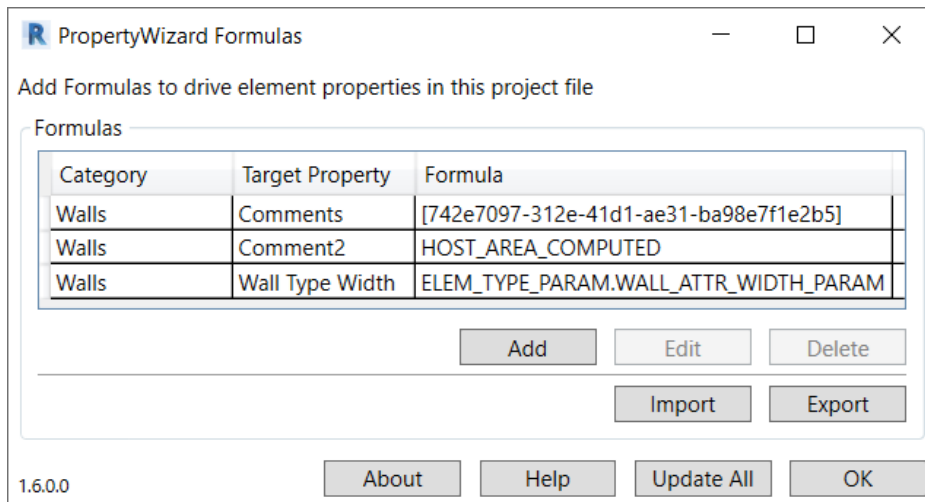 PropertyWizard Formulas
Add Formulas to drive element properties in this project file
Formulas
Category Target Property Formula
Walls Comments [742e7097-312e-41d1-ae31-ba98e7f1e2b5]
Walls Comment2 HOST_AREA_COMPUTED
Walls Wall Type Width ELEM_TYPE_PARAM.WALL_ATTR_WIDTH_PARAM
Add Edit Delete
Import Export
1.6.0.0 About Help Update All OK